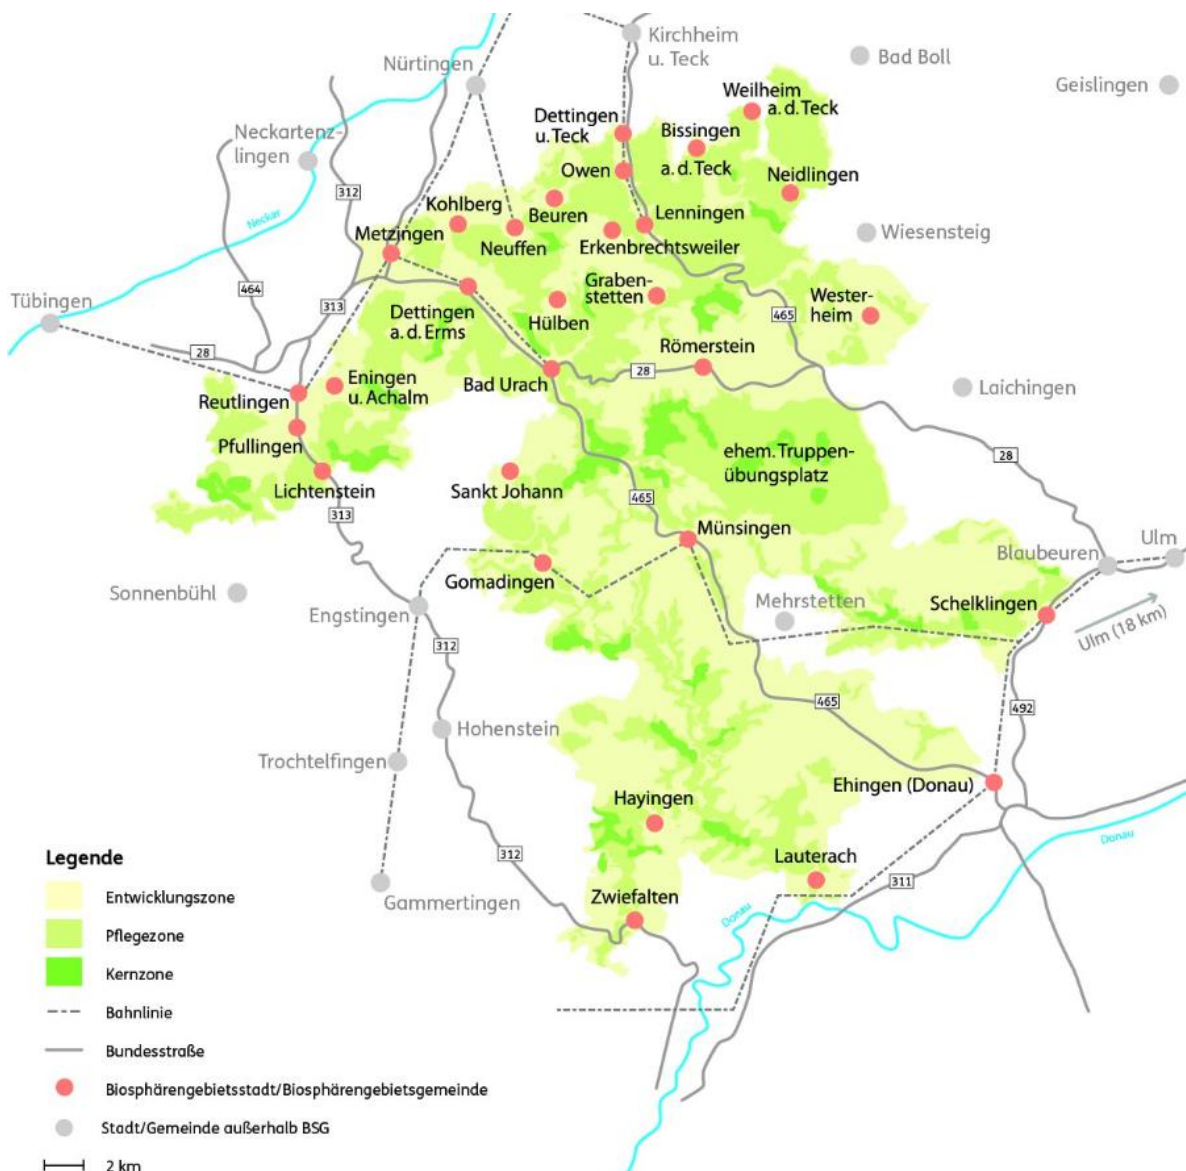 Kirchheim
u. Teck
Bad Boll
Nürtingen
Geislingen
Weilheim
a. d. Teck
Dettingen
u. Teck
Bissingen
a. d. Teck
Neckartenz-
lingen
Owen
Neidlingen
312
Neckar
Kohlberg
Beuren
Lenningen
Metzingen
Neuffen
Erkenbrechtsweiler
Wiesensteig
464
Graben-
stetten
Tübingen
313
Dettingen
a. d. Erms
Hülben
Wester-
heim
465
28
Römerstein
Eningen
u. Achalm
Bad Urach
28
Laichingen
Reutlingen
Pfullingen
ehem. Truppen-
übungsplatz
28
Lichtenstein
Sankt Johann
465
313
Münsingen
Blaubeuren
Ulm
Gomadingen
Sonnenbühl
Engstingen
Mehrstetten
Schelklingen
Ulm (18 km)
312
465
492
Hohenstein
Trochtelfingen
Ehingen (Donau)
Hayingen
Donau
312
Lauterach
311
Gammertingen
Zwiefalten
Donau
Legende
Entwicklungszone
Pflegezone
Kernzone
Bahnlinie
Bundesstraße
Biosphärengebietsstadt/Biosphärengebietsgemeinde
Stadt/Gemeinde außerhalb BSG
2 km